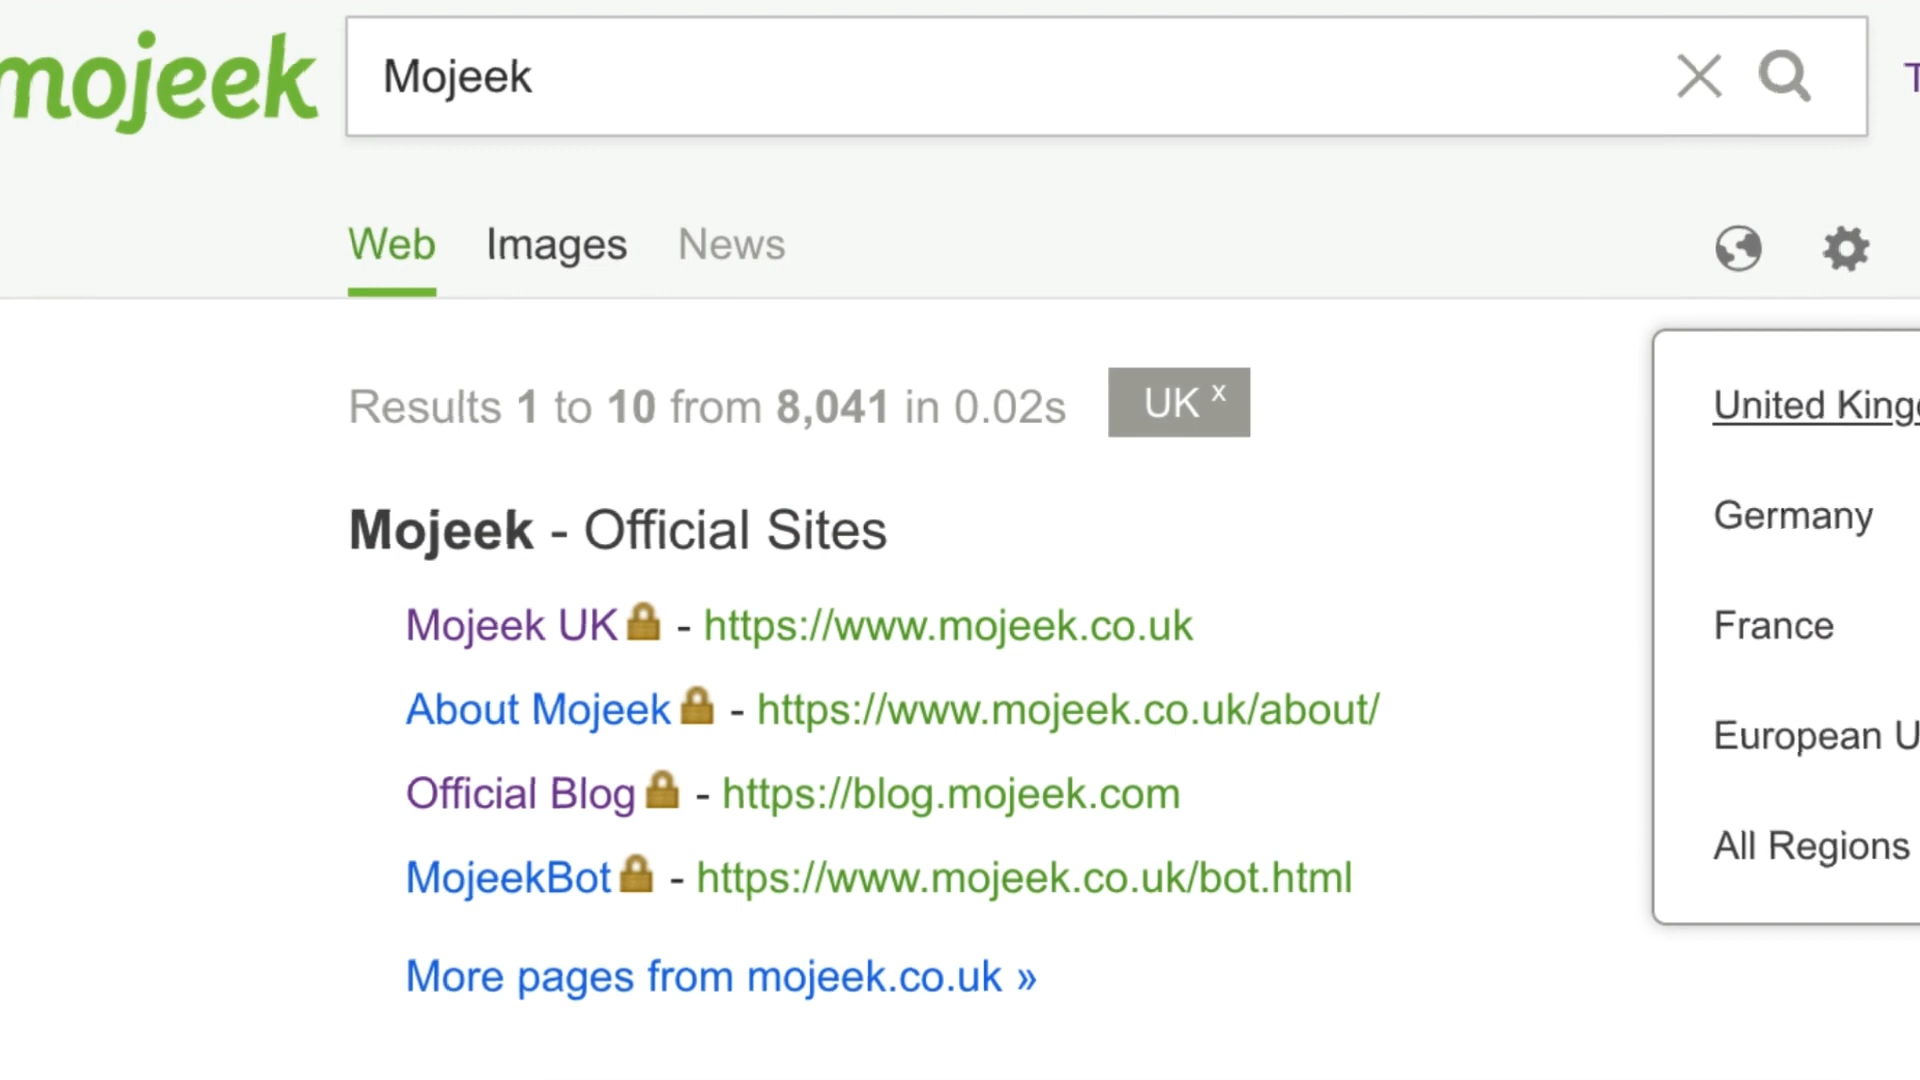 mojeek
Mojeek
Web Images News
Results 1 to 10 from 8,041 in 0.02s UK x
Mojeek - Official Sites
Mojeek UK - https://www.mojeek.co.uk
About Mojeek - https://www.mojeek.co.uk/about/
Official Blog - https://blog.mojeek.com
MojeekBot - https://www.mojeek.co.uk/bot.html
More pages from mojeek.co.uk »
United
Germany
France
European
All Regions